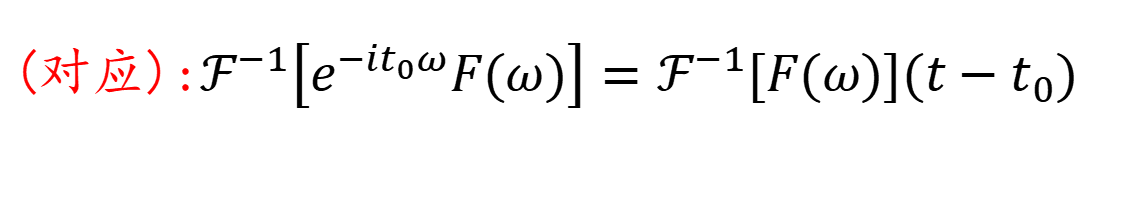 (对应):ℱ⁻¹[e^{-it₀ω}F(ω)] = ℱ⁻¹[F(ω)](t − t₀)